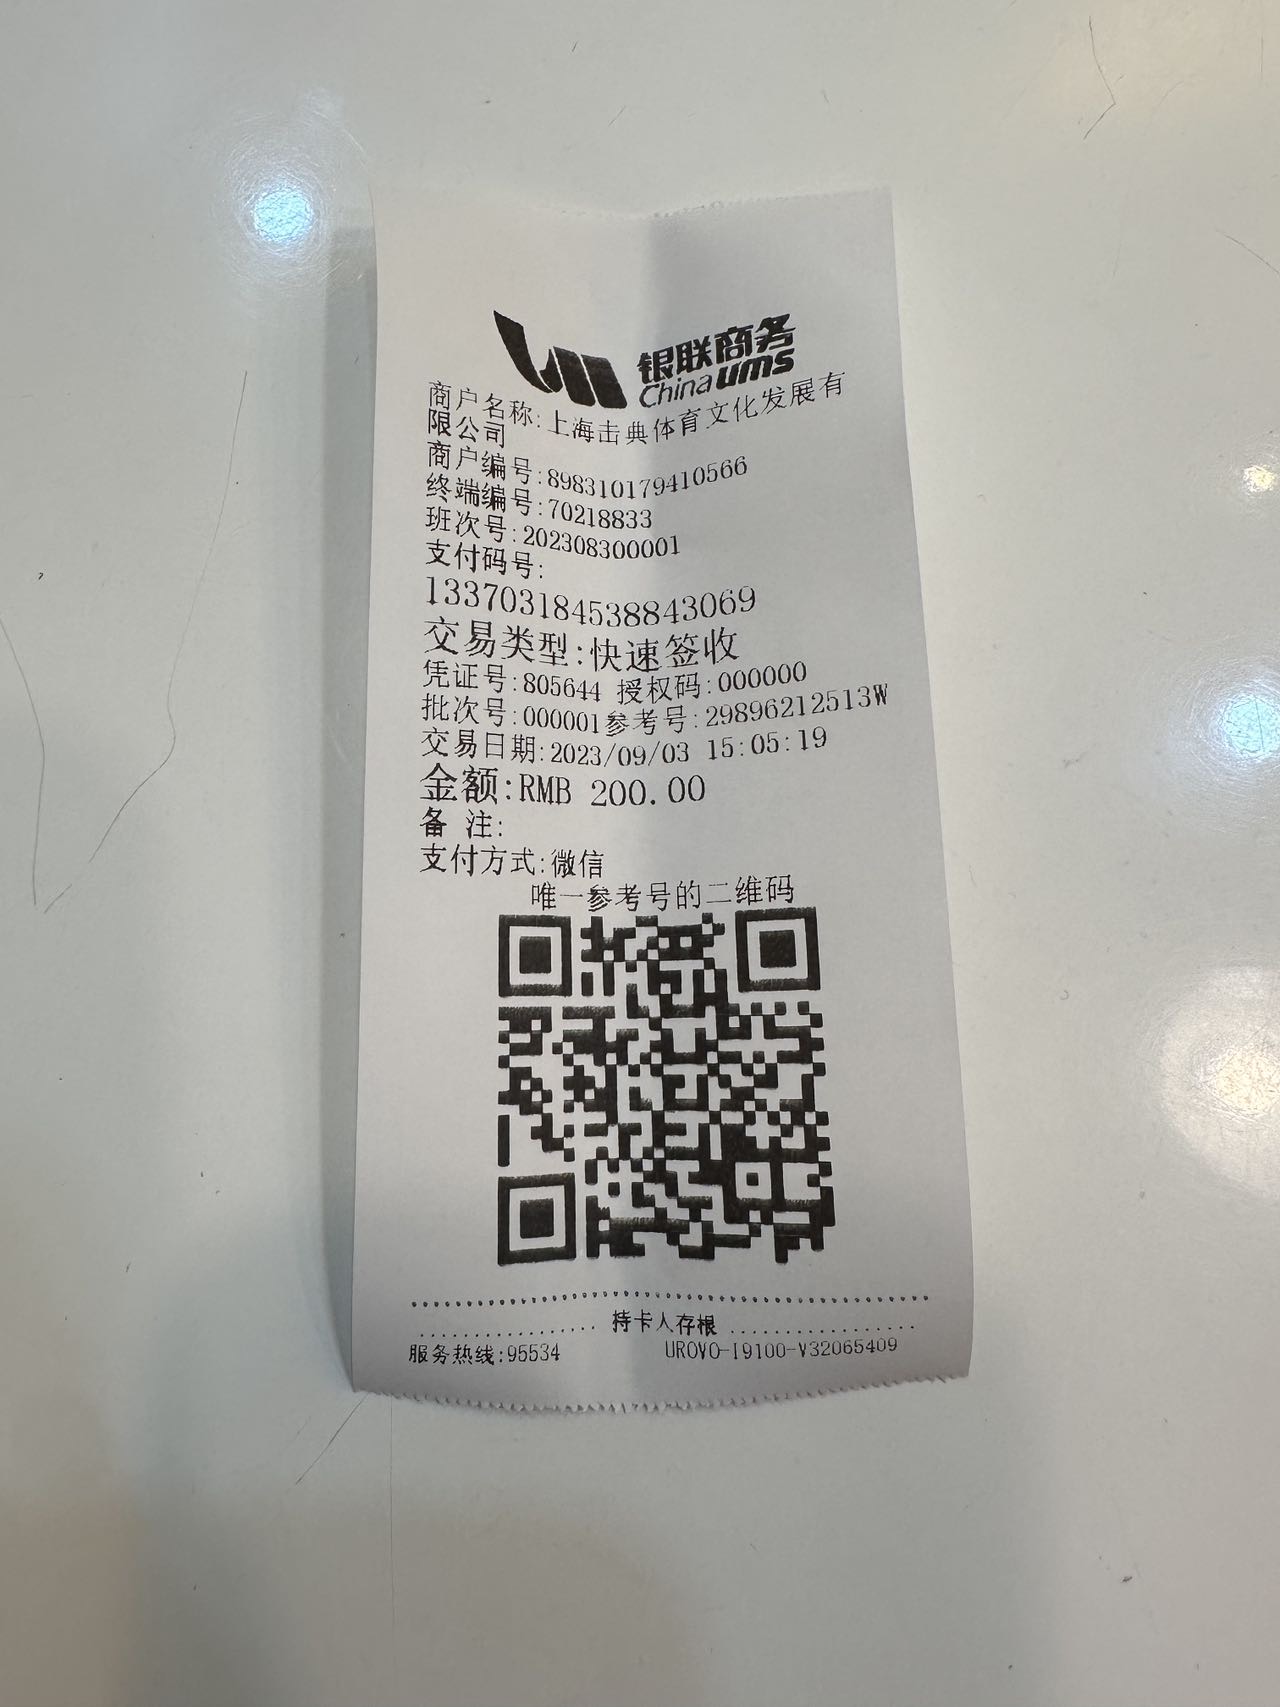 银联商务
China ums
商户名称:上海击典体育文化发展有
限公司
商户编号:898310179410566
终端编号:70218833
班次号:202308300001
支付码号:
133703184538843069
交易类型:快速签收
凭证号:805644 授权码:000000
批次号:000001参考号:29896212513W
交易日期:2023/09/03 15:05:19
金额:RMB 200.00
备 注:
支付方式:微信
唯一参考号的二维码
持卡人存根
服务热线:95534 UROVO-I9100-V32065409